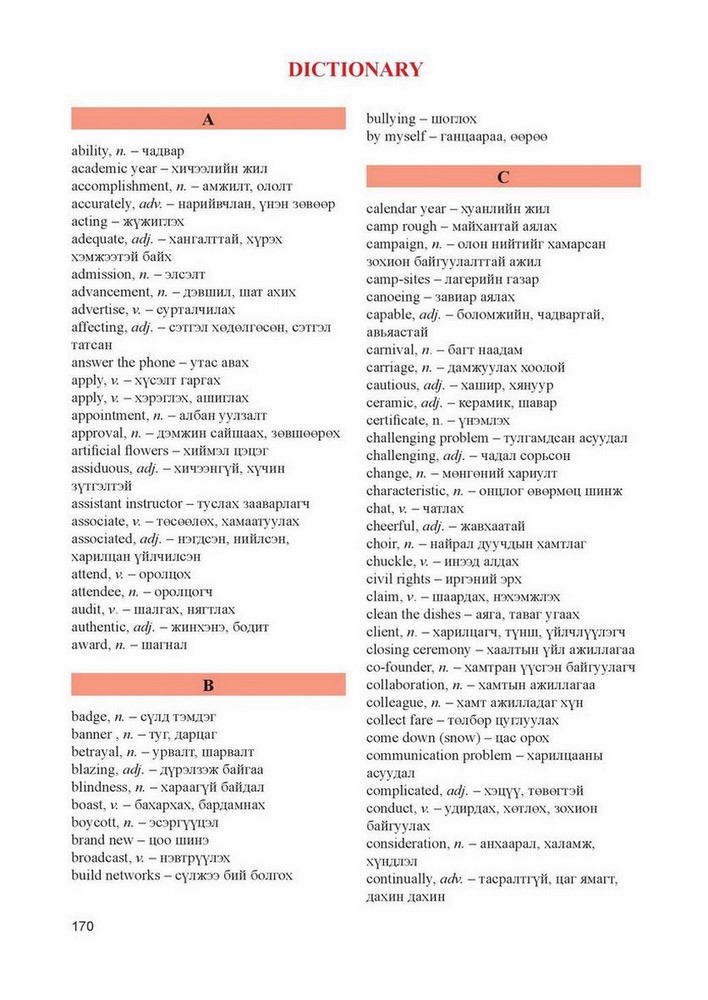 DICTIONARY
A
ability, n. – чадвар
academic year – хичээлийн жил
accomplishment, n. – амжилт, ололт
accurately, adv. – нарийвчлан, үнэн зөвөөр
acting – жүжиглэх
adequate, adj. – хангалттай, хүрэх
хэмжээтэй байх
admission, n. – элсэлт
advancement, n. – дэвшил, шат ахих
advertise, v. – сурталчилах
affecting, adj. – сэтгэл хөдөлгөсөн, сэтгэл
татсан
answer the phone – утас авах
apply, v. – хүсэлт гаргах
apply, v. – хэрэглэх, ашиглах
appointment, n. – албан уулзалт
approval, n. – дэмжин сайшаах, зөвшөөрөх
artificial flowers – хиймэл цэцэг
assiduous, adj. – хичээнгүй, хүчин
зүтгэлтэй
assistant instructor – туслах зааварлагч
associate, v. – төсөөлөх, хамаатуулах
associated, adj. – нэгдсэн, нийлсэн,
харилцан үйлчилсэн
attend, v. – оролцох
attendee, n. – оролцогч
audit, v. – шалгах, нягтлах
authentic, adj. – жинхэнэ, бодит
award, n. – шагнал
B
badge, n. – сүлд тэмдэг
banner , n. – туг, дарцаг
betrayal, n. – урвалт, шарвалт
blazing, adj. – дүрэлзэж байгаа
blindness, n. – хараагүй байдал
boast, v. – бахархах, бардамнах
boycott, n. – эсэргүүцэл
brand new – цоо шинэ
broadcast, v. – нэвтрүүлэх
build networks – сүлжээ бий болгох
bullying – шоглох
by myself – ганцаараа, өөрөө
C
calendar year – хуанлийн жил
camp rough – майхантай аялах
campaign, n. – олон нийтийг хамарсан
зохион байгуулалттай ажил
camp-sites – лагерийн газар
canoeing – завиар аялах
capable, adj. – боломжийн, чадвартай,
авьяастай
carnival, n. – багт наадам
carriage, n. – дамжуулах хоолой
cautious, adj. – хашир, хянуур
ceramic, adj. – керамик, шавар
certificate, n. – үнэмлэх
challenging problem – тулгамдсан асуудал
challenging, adj. – чадал сорьсон
change, n. – мөнгөний хариулт
characteristic, n. – онцлог өвөрмөц шинж
chat, v. – чатлах
cheerful, adj. – жавхаатай
choir, n. – найрал дуучдын хамтлаг
chuckle, v. – инээд алдах
civil rights – иргэний эрх
claim, v. – шаардах, нэхэмжлэх
clean the dishes – аяга, таваг угаах
client, n. – харилцагч, түнш, үйлчлүүлэгч
closing ceremony – хаалтын үйл ажиллагаа
co-founder, n. – хамтран үүсгэн байгуулагч
collaboration, n. – хамтын ажиллагаа
colleague, n. – хамт ажилладаг хүн
collect fare – төлбөр цуглуулах
come down (snow) – цас орох
communication problem – харилцааны
асуудал
complicated, adj. – хэцүү, төвөгтэй
conduct, v. – удирдах, хөтлөх, зохион
байгуулах
consideration, n. – анхаарал, халамж,
хүндлэл
continually, adv. – тасралтгүй, цаг ямагт,
дахин дахин
170